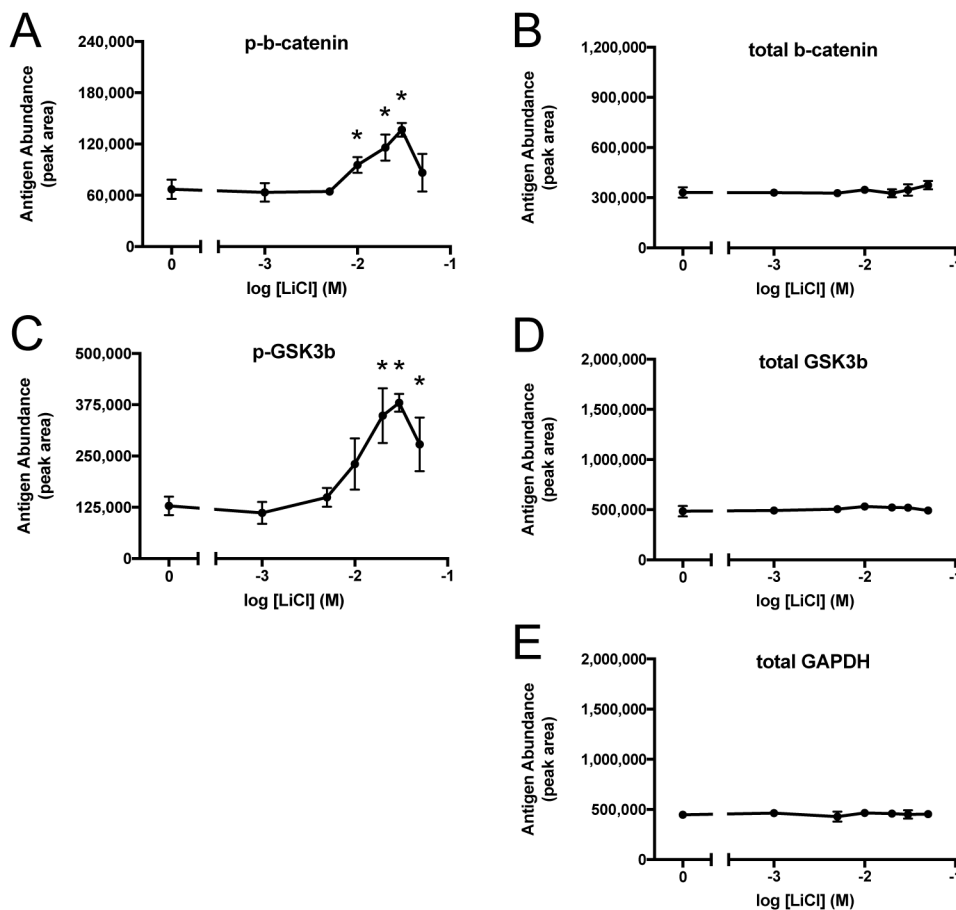 A
p-b-catenin
240,000
180,000
120,000
60,000
0
Antigen Abundance
(peak area)
* * *
0 -3 -2 -1
log [LiCl] (M)
B
total b-catenin
1,200,000
900,000
600,000
300,000
0
Antigen Abundance
(peak area)
0 -3 -2 -1
log [LiCl] (M)
C
p-GSK3b
500,000
375,000
250,000
125,000
0
Antigen Abundance
(peak area)
* * *
0 -3 -2 -1
log [LiCl] (M)
D
total GSK3b
2,000,000
1,500,000
1,000,000
500,000
0
Antigen Abundance
(peak area)
0 -3 -2 -1
log [LiCl] (M)
E
total GAPDH
2,000,000
1,500,000
1,000,000
500,000
0
Antigen Abundance
(peak area)
0 -3 -2 -1
log [LiCl] (M)